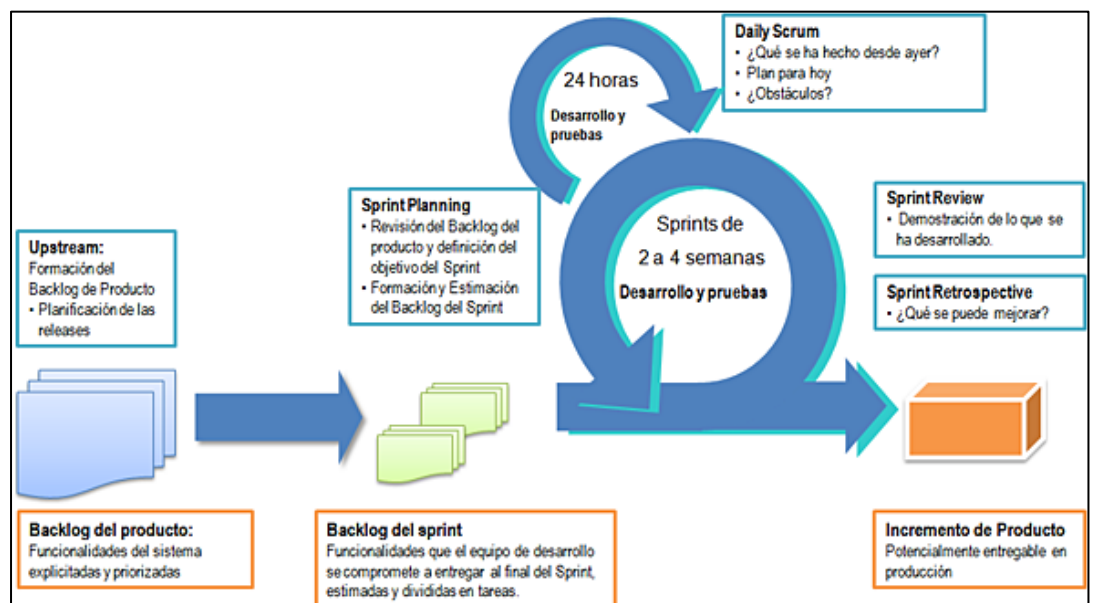 Upstream:
Formación del
Backlog de Producto
• Planificación de las
releases
Backlog del producto:
Funcionalidades del sistema
explicitadas y priorizadas
Sprint Planning
• Revisión del Backlog del
producto y definición del
objetivo del Sprint
• Formación y Estimación
del Backlog del Sprint
Backlog del sprint
Funcionalidades que el equipo de desarrollo
se compromete a entregar al final del Sprint,
estimadas y divididas en tareas.
24 horas
Desarrollo y
pruebas
Daily Scrum
• ¿Qué se ha hecho desde ayer?
• Plan para hoy
• ¿Obstáculos?
Sprints de
2 a 4 semanas
Desarrollo y pruebas
Sprint Review
• Demostración de lo que se
ha desarrollado.
Sprint Retrospective
• ¿Qué se puede mejorar?
Incremento de Producto
Potencialmente entregable en
producción